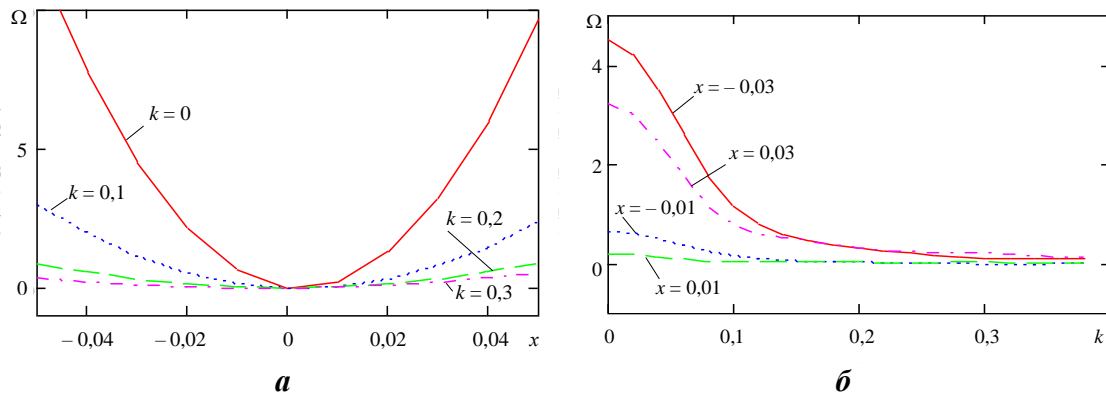 Ω
5
0
k = 0
k = 0,1
k = 0,2
k = 0,3
– 0,04
– 0,02
0
0,02
0,04
x
а
Ω
4
2
0
x = – 0,03
x = 0,03
x = – 0,01
x = 0,01
0
0,1
0,2
0,3
k
б